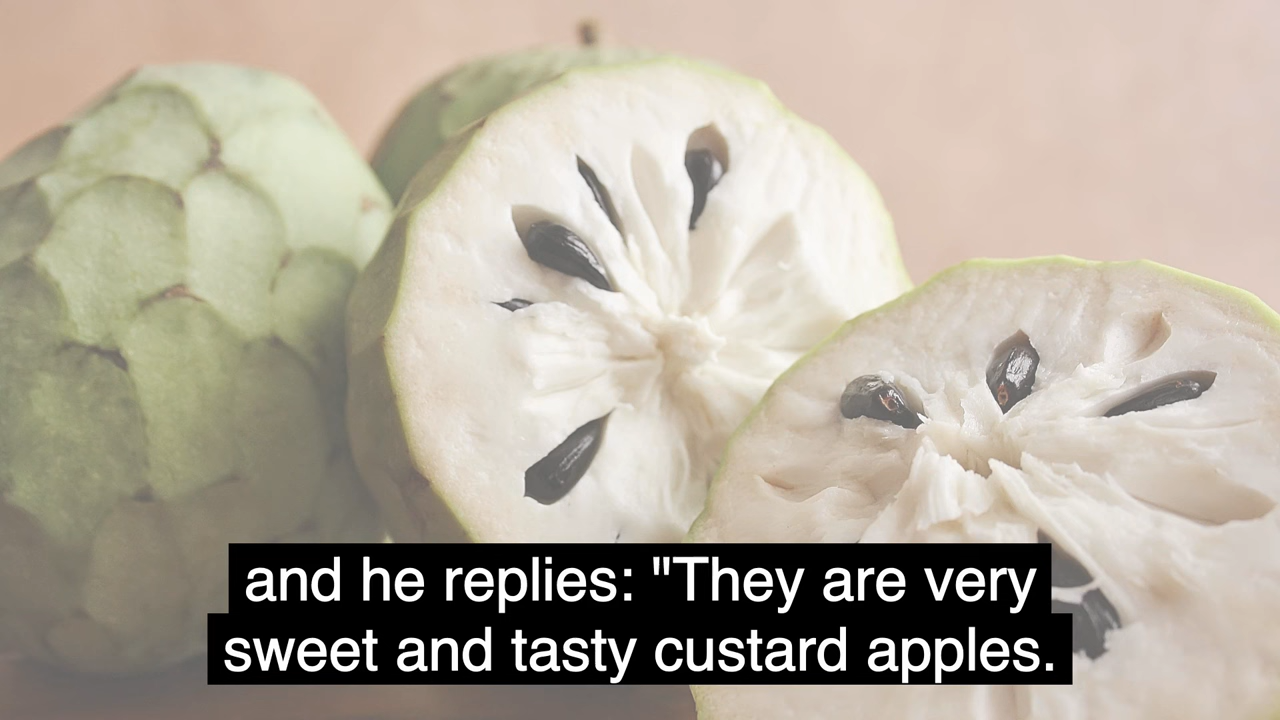 and he replies: "They are very
sweet and tasty custard apples.